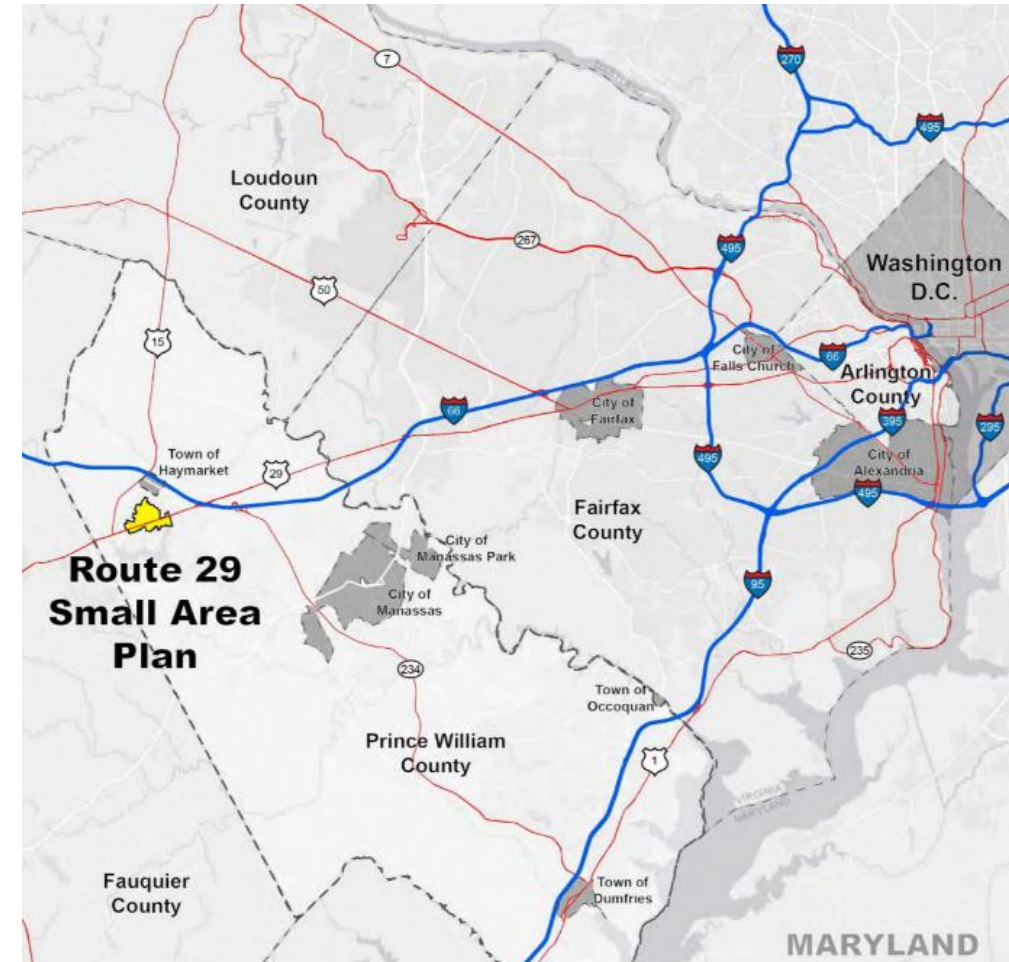 270
7
495
Loudoun
County
267
495
Washington
D.C.
50
15
City of
Falls Church
66
Arlington
County
City of
Fairfax
66
395
295
Town of
Haymarket
29
495
City of
Alexandria
495
Fairfax
County
City of
Manassas Park
Route 29
Small Area
Plan
City of
Manassas
95
234
235
Town of
Occoquan
Prince William
County
1
VIRGINIA
MARYLAND
Fauquier
County
Town of
Dumfries
MARYLAND